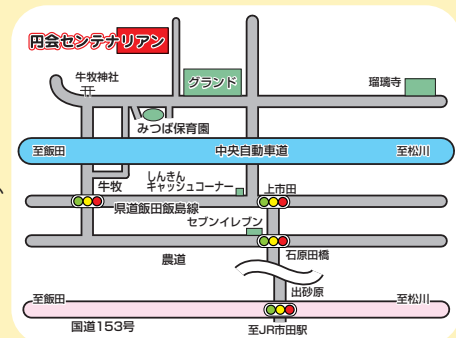 円会センテナリアン
牛牧神社
グランド
瑠璃寺
みつば保育園
至飯田
中央自動車道
至松川
牛牧
しんきん
キャッシュコーナー
上市田
県道飯田飯島線
セブンイレブン
農道
石原田橋
出砂原
至飯田
至松川
国道153号
至JR市田駅